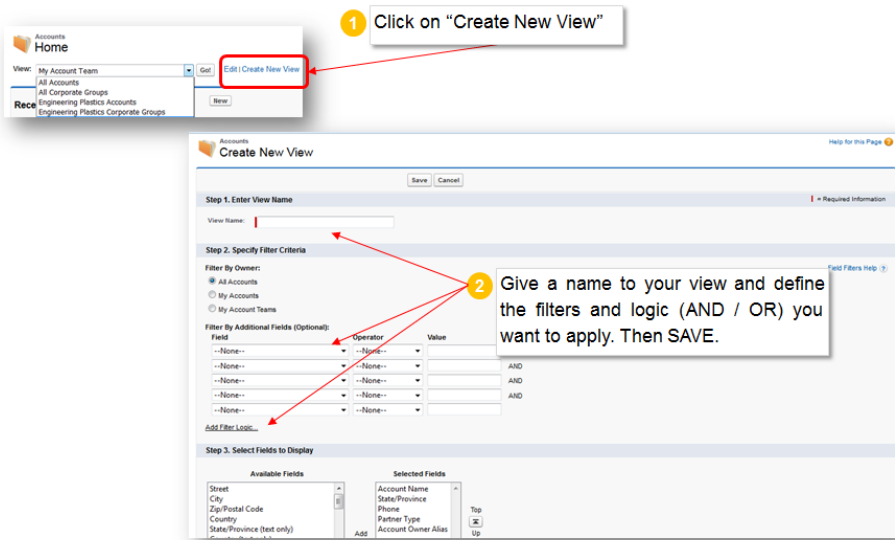 1 Click on “Create New View”
Accounts
Home
View: My Account Team Go! Edit | Create New View
All Accounts
All Corporate Groups
Engineering Plastics Accounts
Engineering Plastics Corporate Groups
Rece
New
Accounts
Create New View
Help for this Page ?
Save Cancel
Step 1. Enter View Name
= Required Information
View Name:
Step 2. Specify Filter Criteria
Filter By Owner:
All Accounts
My Accounts
My Account Teams
Field Filters Help ?
2 Give a name to your view and define
the filters and logic (AND / OR) you
want to apply. Then SAVE.
Filter By Additional Fields (Optional):
Field Operator Value
--None-- --None--
--None-- --None-- AND
--None-- --None-- AND
--None-- --None-- AND
--None-- --None--
Add Filter Logic...
Step 3. Select Fields to Display
Available Fields Selected Fields
Street
City
Zip/Postal Code
Country
State/Province (text only)
Add
Account Name
State/Province
Phone
Partner Type
Account Owner Alias
Top
Up